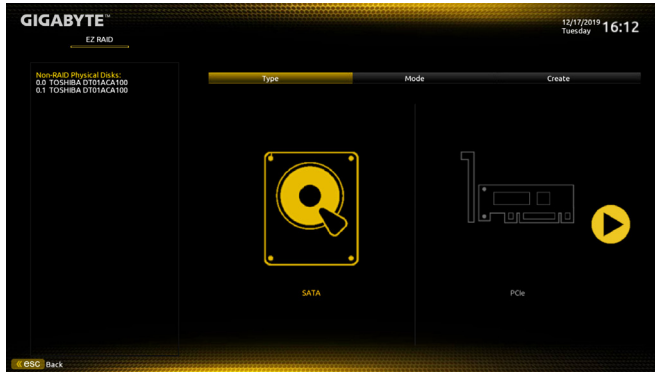 GIGABYTE™
12/17/2019
Tuesday
16:12
EZ RAID
Non-RAID Physical Disks:
0.0 TOSHIBA DT01ACA100
0.1 TOSHIBA DT01ACA100
Type Mode Create
SATA PCIe
« esc Back